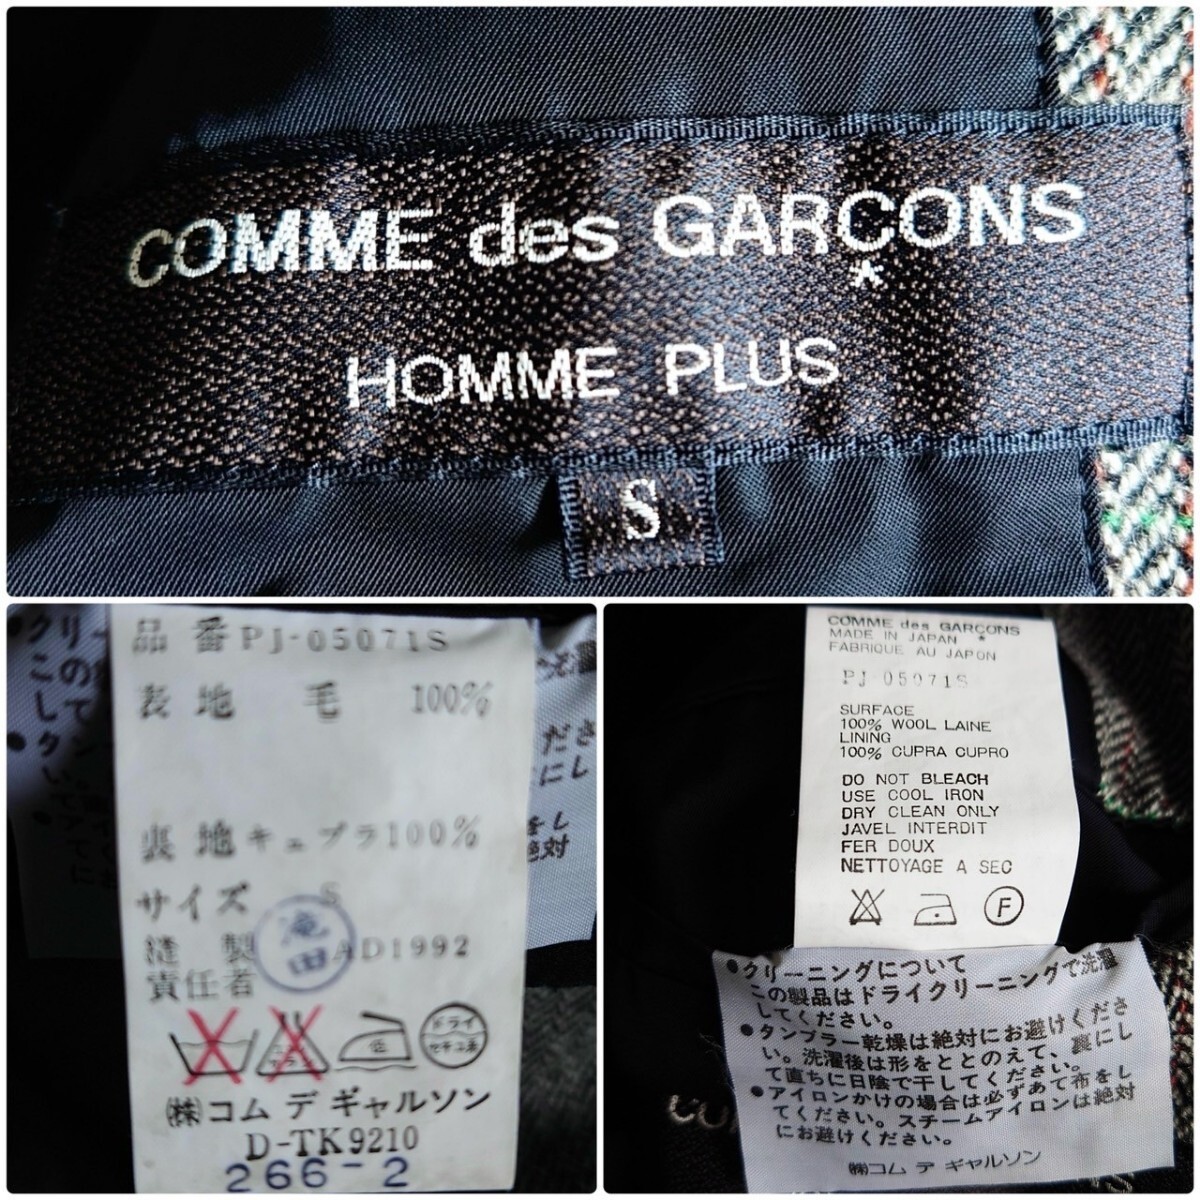 COMME des GARÇONS
HOMME PLUS
S
品番PJ-05071S
表地 毛 100%
裏地キュプラ100%
サイズ S
縫製 AD1992
責任者
滝田
低
ドライ
セキユ系
㈱コム デ ギャルソン
D-TK9210
266-2
COMME des GARÇONS
MADE IN JAPAN
FABRIQUE AU JAPON
PJ-05071S
SURFACE
100% WOOL LAINE
LINING
100% CUPRA CUPRO
DO NOT BLEACH
USE COOL IRON
DRY CLEAN ONLY
JAVEL INTERDIT
FER DOUX
NETTOYAGE A SEC
F
●クリーニングについて
この製品はドライクリーニングで洗濯
してください。
●タンブラー乾燥は絶対にお避けくださ
い。洗濯後は形をととのえて、裏にし
て直ちに日陰で干してください。
●アイロンかけの場合は必ずあて布をし
てください。スチームアイロンは絶対
にお避けください。
㈱コム デ ギャルソン